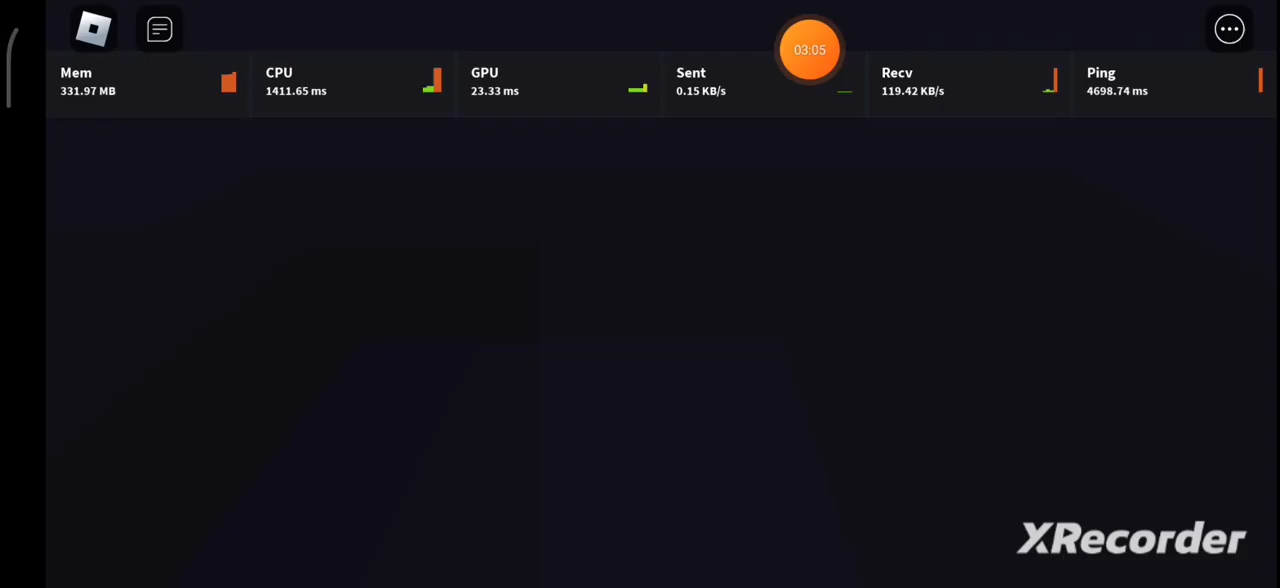 03:05
Mem
331.97 MB
CPU
1411.65 ms
GPU
23.33 ms
Sent
0.15 KB/s
Recv
119.42 KB/s
Ping
4698.74 ms
XRecorder